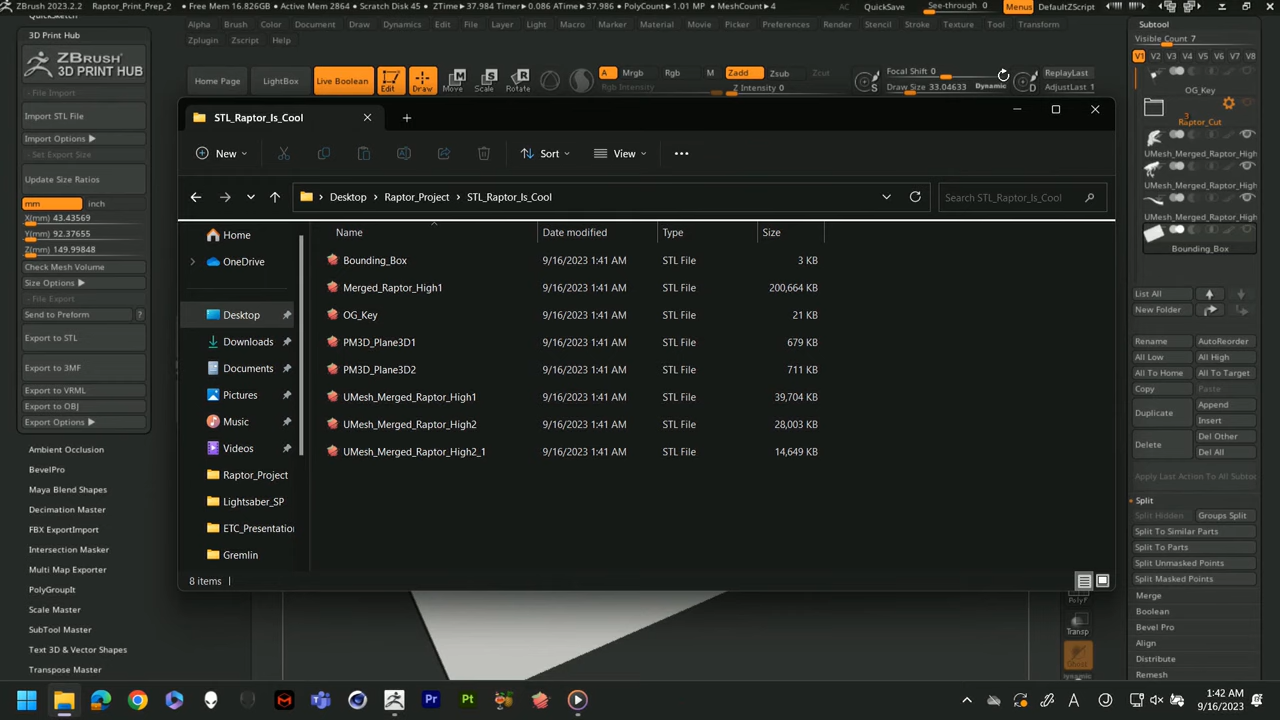 ZBrush 2023.2.2 Raptor_Print_Prep_2 • Free Mem 16.826GB • Active Mem 2864 • Scratch Disk 45 • ZTime▸37.984 Timer▸0.086 ATime▸37.986 • PolyCount▸1.01 MP • MeshCount▸4 AC QuickSave See-through 0 Menus DefaultZScript
Alpha Brush Color Document Draw Dynamics Edit File Layer Light Macro Marker Material Movie Picker Preferences Render Stencil Stroke Texture Tool Transform
Zplugin Zscript Help
Home Page LightBox Live Boolean Edit Draw Move Scale Rotate A Mrgb Rgb M Zadd Zsub Zcut
Rgb Intensity Z Intensity 0
S Focal Shift 0 D ReplayLast
Draw Size 33.04633 Dynamic AdjustLast 1
QuickSketch
3D Print Hub
ZBRUSH
3D PRINT HUB
File Import
Import STL File
Import Options
Set Export Size
Update Size Ratios
mm inch
X(mm) 43.43569
Y(mm) 92.37655
Z(mm) 149.99848
Check Mesh Volume
Size Options
File Export
Send to Preform ?
Export to STL
Export to 3MF
Export to VRML
Export to OBJ
Export Options
Ambient Occlusion
BevelPro
Maya Blend Shapes
Decimation Master
FBX ExportImport
Intersection Masker
Multi Map Exporter
PolyGroupIt
Scale Master
SubTool Master
Text 3D & Vector Shapes
Transpose Master
STL_Raptor_Is_Cool
New Sort View
Desktop Raptor_Project STL_Raptor_Is_Cool Search STL_Raptor_Is_Cool
Home
OneDrive
Desktop
Downloads
Documents
Pictures
Music
Videos
Raptor_Project
Lightsaber_SP
ETC_Presentation
Gremlin
Name Date modified Type Size
Bounding_Box 9/16/2023 1:41 AM STL File 3 KB
Merged_Raptor_High1 9/16/2023 1:41 AM STL File 200,664 KB
OG_Key 9/16/2023 1:41 AM STL File 21 KB
PM3D_Plane3D1 9/16/2023 1:41 AM STL File 679 KB
PM3D_Plane3D2 9/16/2023 1:41 AM STL File 711 KB
UMesh_Merged_Raptor_High1 9/16/2023 1:41 AM STL File 39,704 KB
UMesh_Merged_Raptor_High2 9/16/2023 1:41 AM STL File 28,003 KB
UMesh_Merged_Raptor_High2_1 9/16/2023 1:41 AM STL File 14,649 KB
8 items
Subtool
Visible Count 7
V1 V2 V3 V4 V5 V6 V7 V8
OG_Key
3
Raptor_Cut
UMesh_Merged_Raptor_High
UMesh_Merged_Raptor_High
UMesh_Merged_Raptor_High
Bounding_Box
List All
New Folder
Rename AutoReorder
All Low All High
All To Home All To Target
Copy Paste
Duplicate Append
Insert
Delete Del Other
Del All
Apply Last Action To All Subtoo
Split
Split Hidden Groups Split
Split To Similar Parts
Split To Parts
Split Unmasked Points
Split Masked Points
Merge
Boolean
Bevel Pro
Align
Distribute
Remesh
PolyF
Transp
Ghost
Dynamic
Pr Pt
A
1:42 AM
9/16/2023